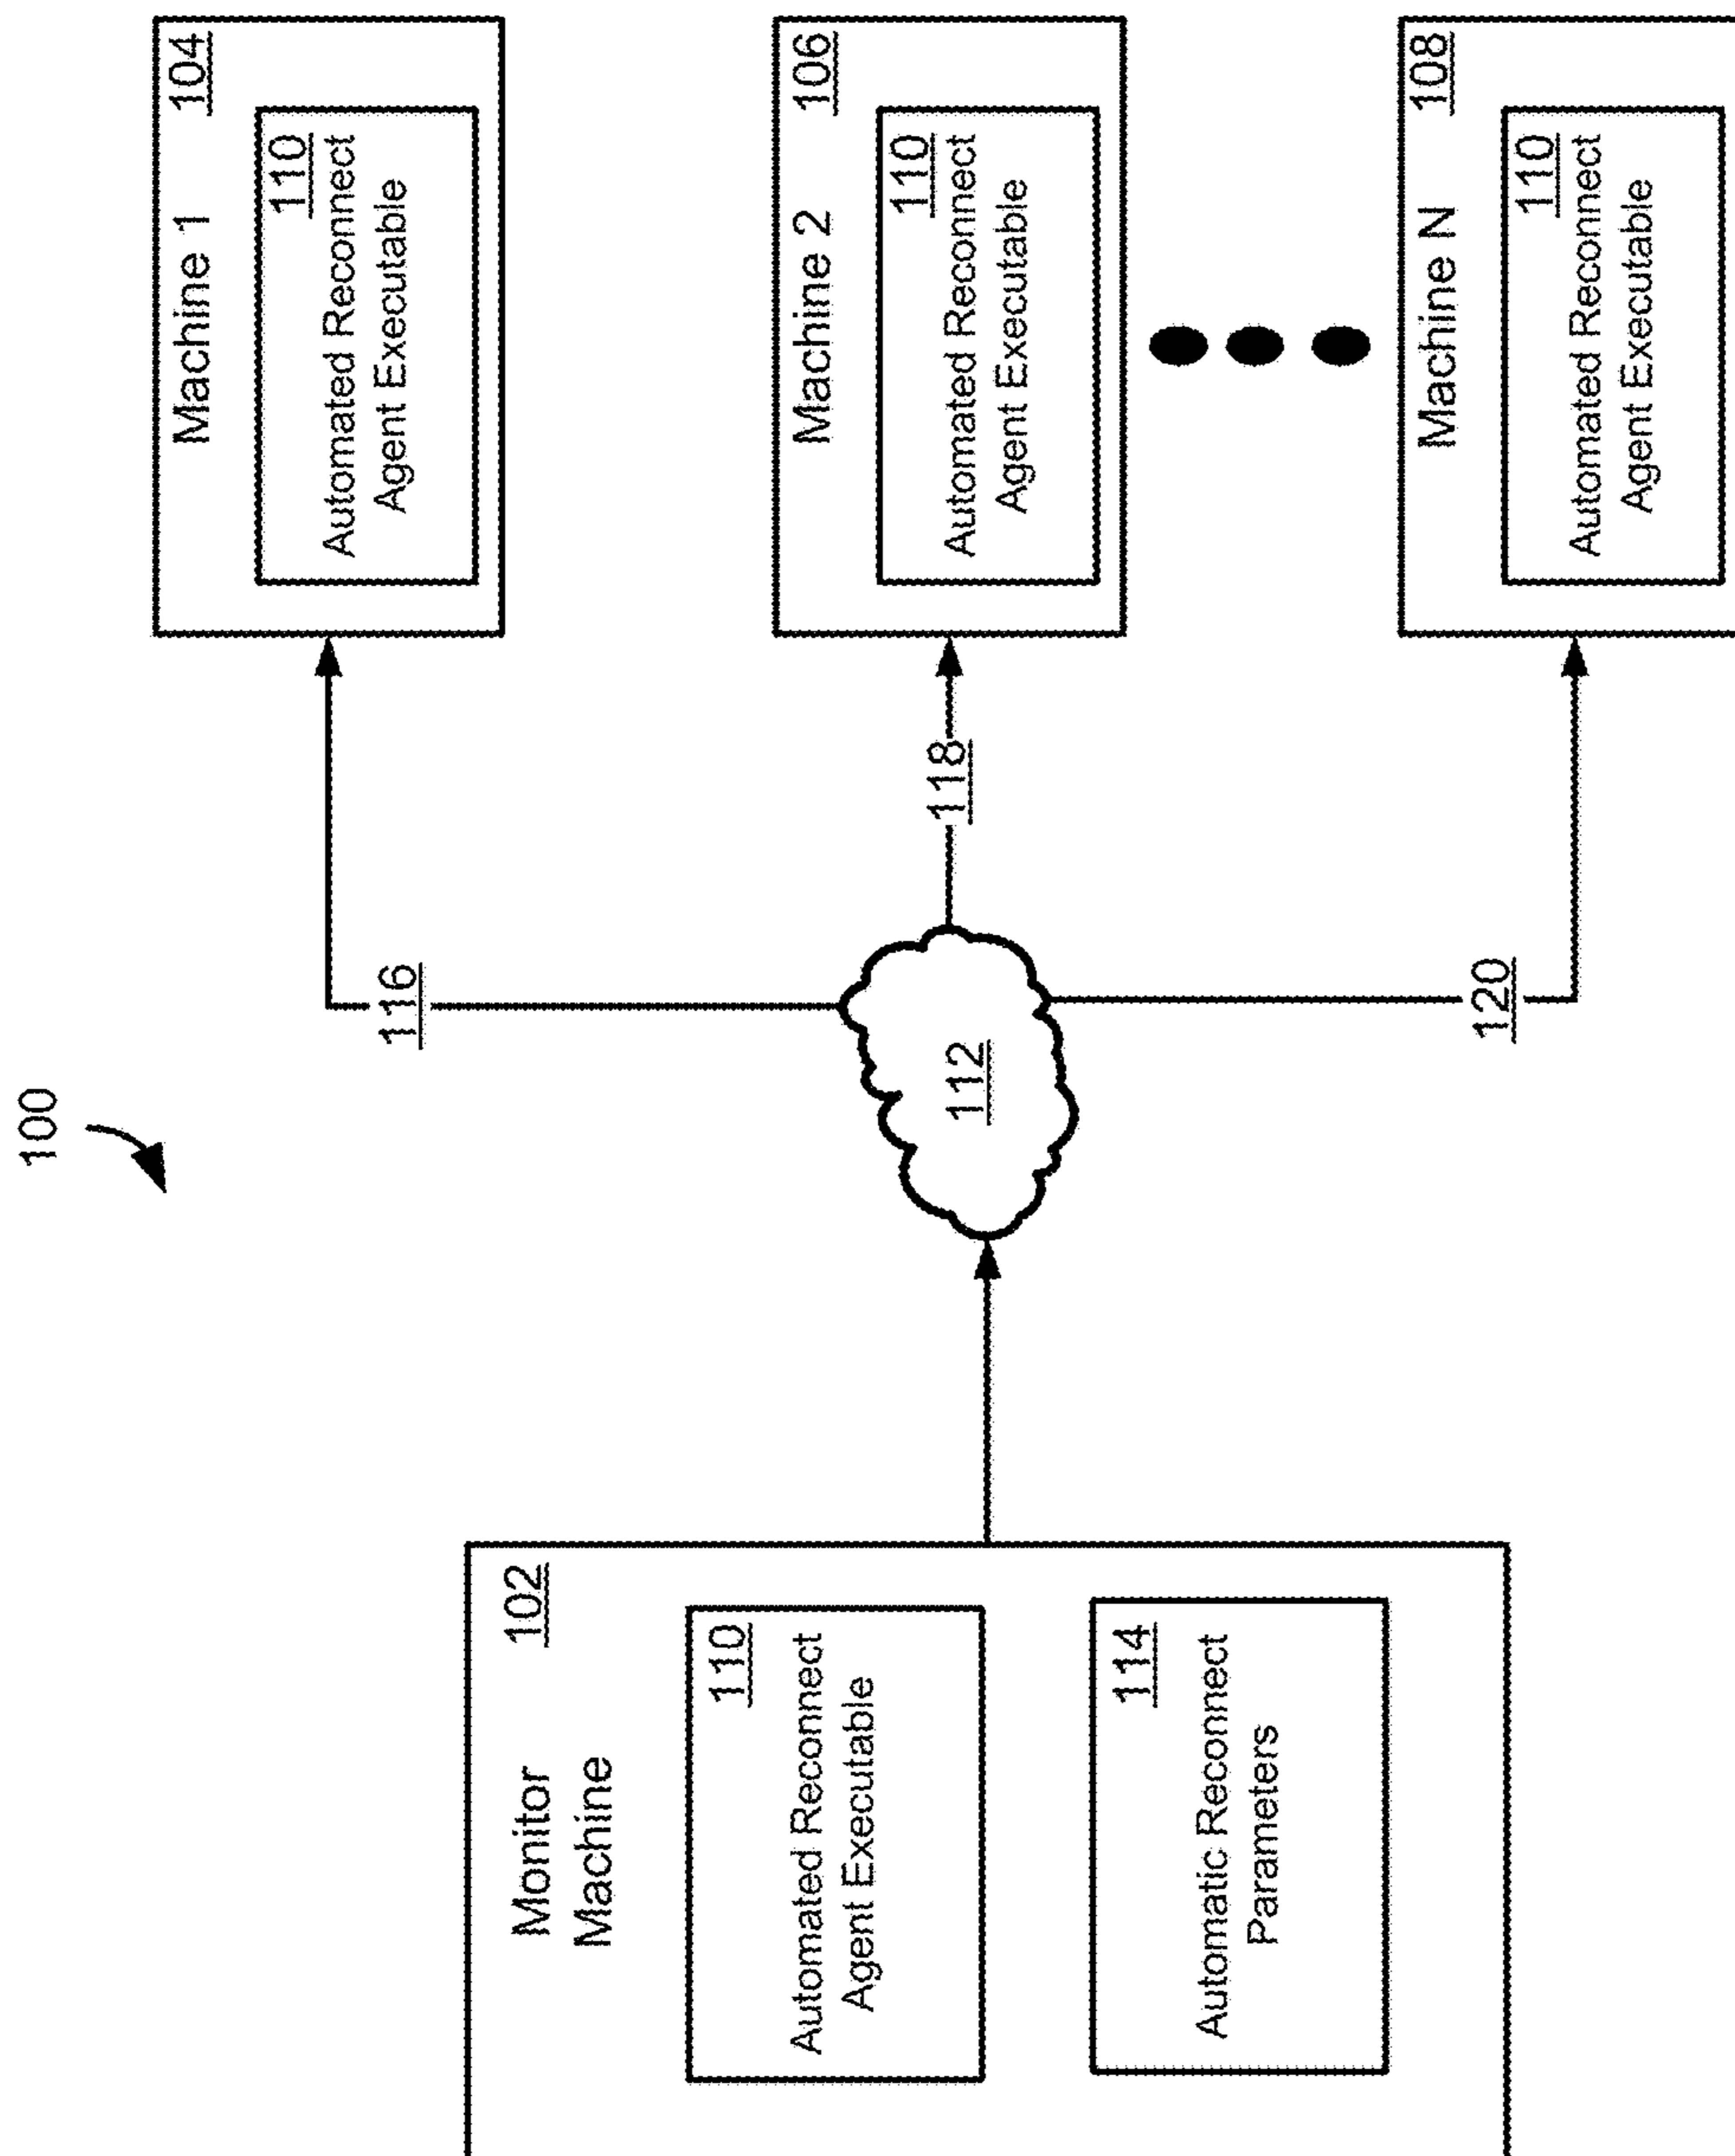 100
Monitor
Machine
102
110
Automated Reconnect
Agent Executable
114
Automatic Reconnect
Parameters
112
116
118
120
Machine 1
104
110
Automated Reconnect
Agent Executable
Machine 2
106
110
Automated Reconnect
Agent Executable
Machine N
108
110
Automated Reconnect
Agent Executable